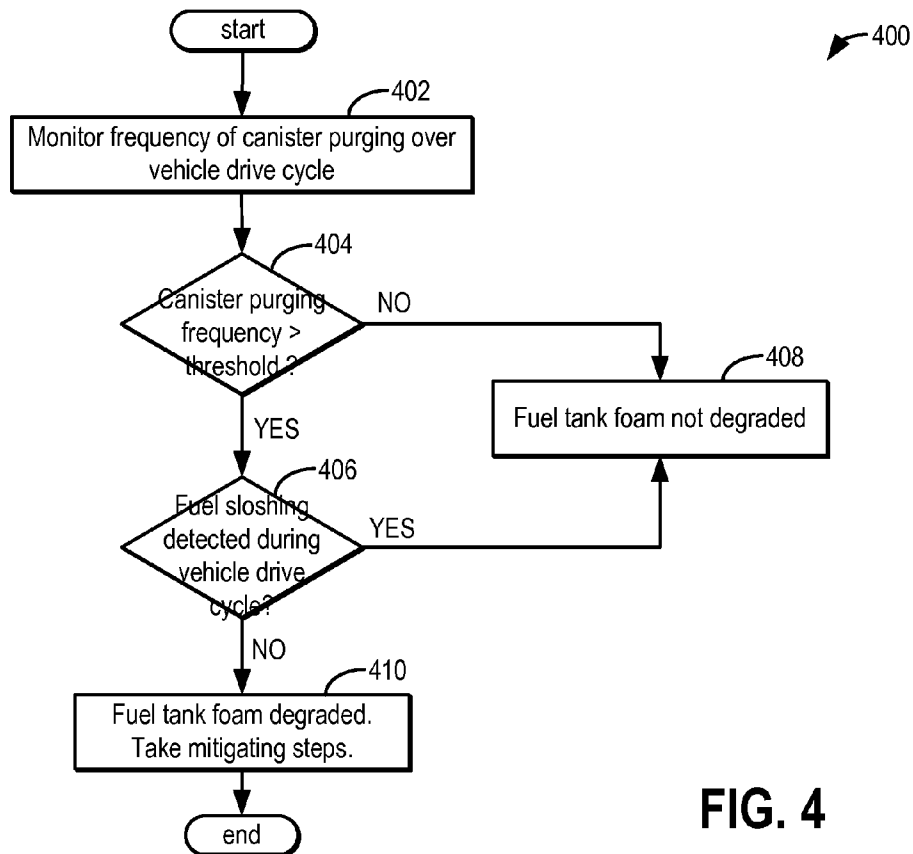 start
400
402
Monitor frequency of canister purging over
vehicle drive cycle
404
Canister purging
frequency >
threshold ?
NO
408
Fuel tank foam not degraded
YES
406
Fuel sloshing
detected during
vehicle drive
cycle?
YES
NO
410
Fuel tank foam degraded.
Take mitigating steps.
end
FIG. 4